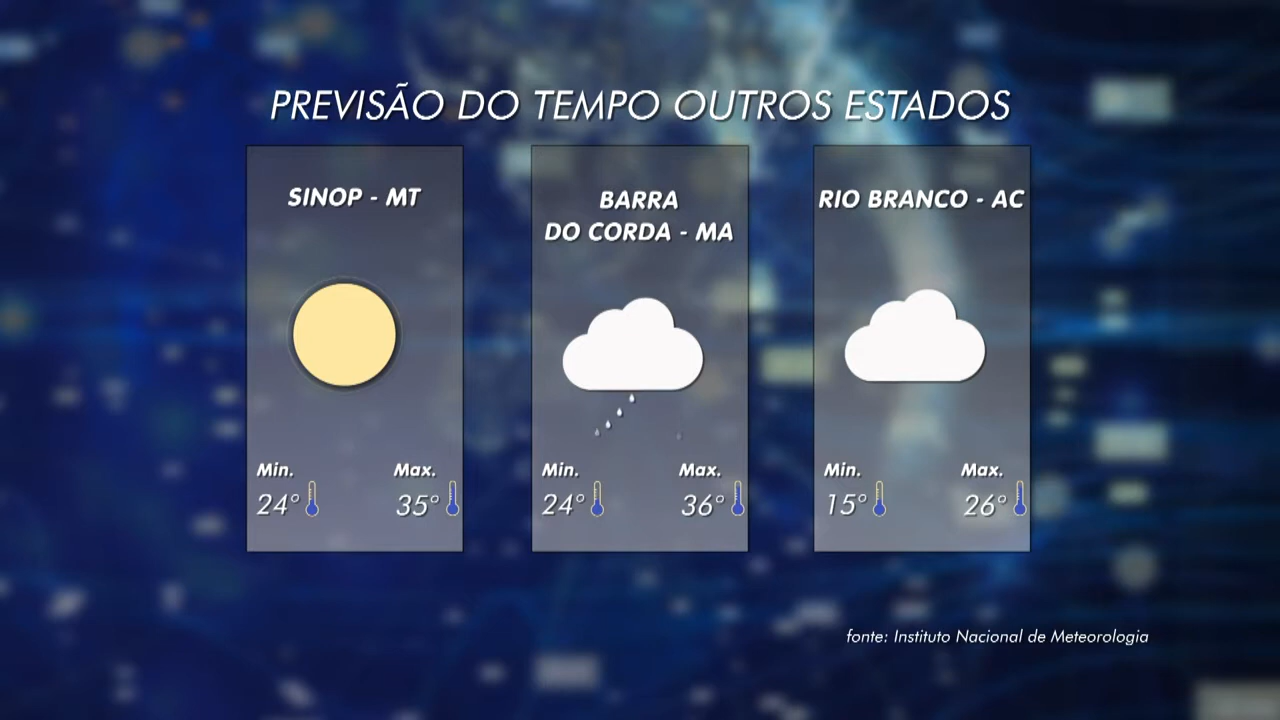 PREVISÃO DO TEMPO OUTROS ESTADOS
SINOP - MT
Min. Max.
24° 35°
BARRA
DO CORDA - MA
Min. Max.
24° 36°
RIO BRANCO - AC
Min. Max.
15° 26°
fonte: Instituto Nacional de Meteorologia